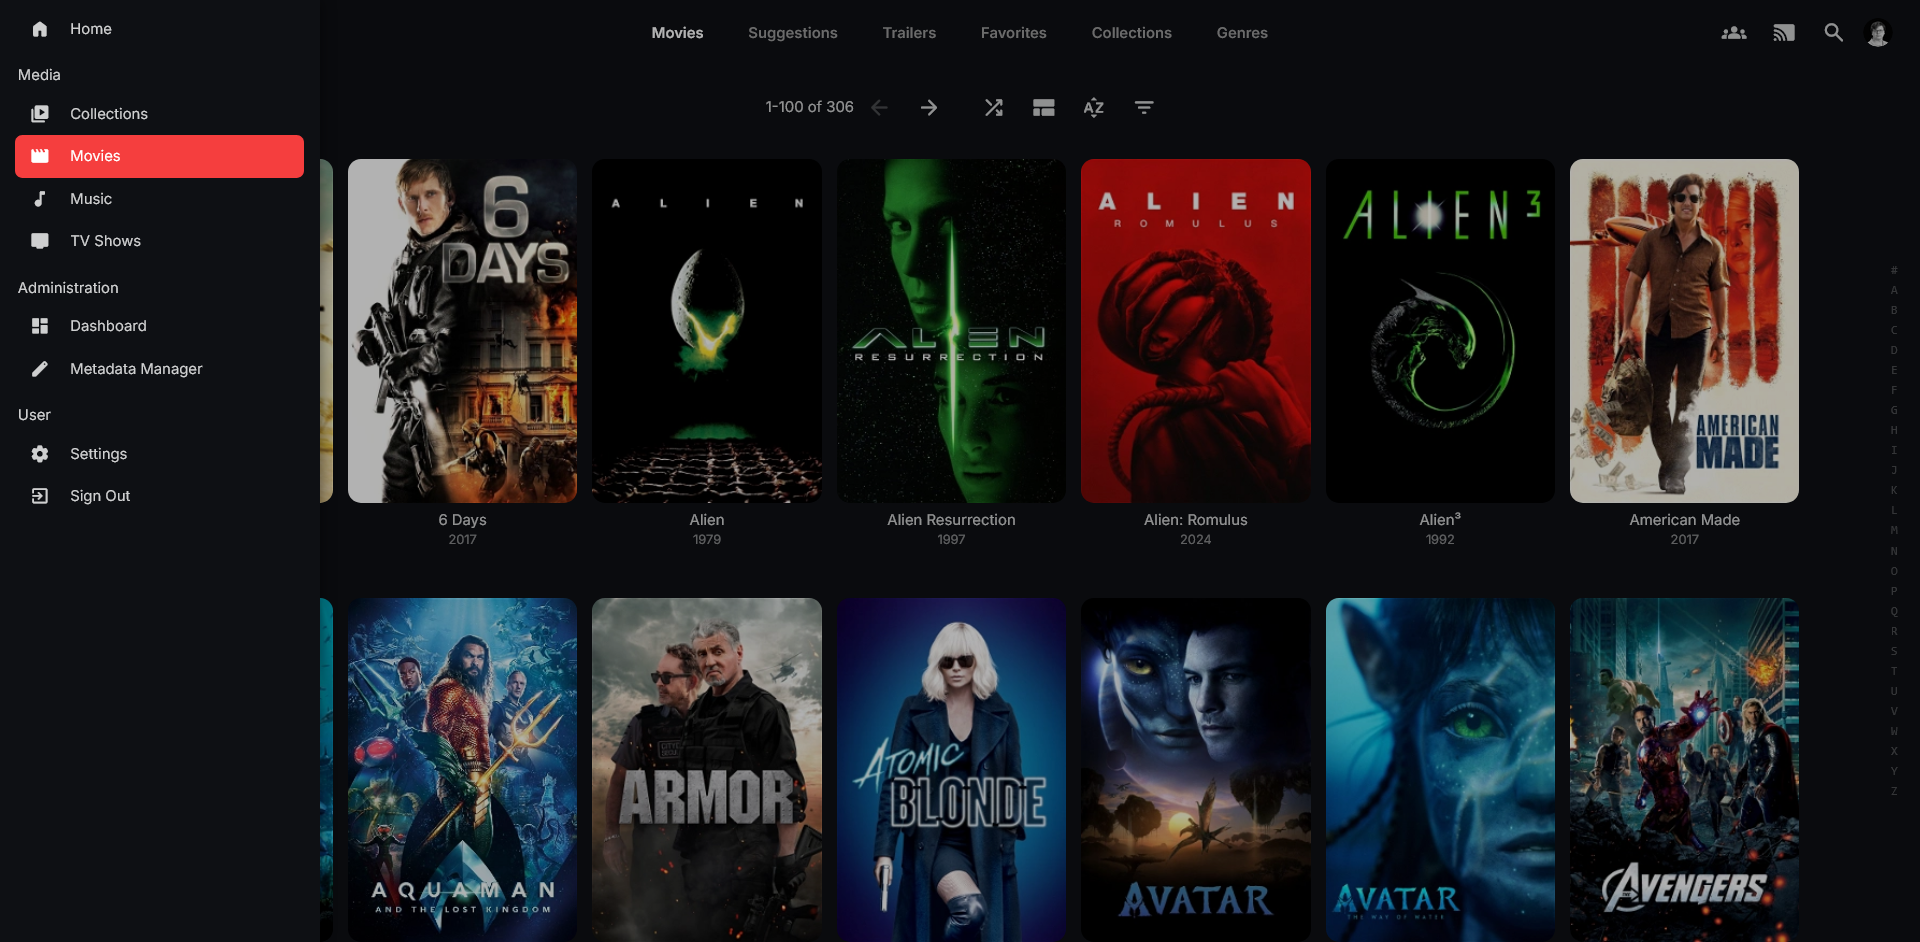 Home
Media
Collections
Movies
Music
TV Shows
Administration
Dashboard
Metadata Manager
User
Settings
Sign Out
Movies
Suggestions
Trailers
Favorites
Collections
Genres
1-100 of 306
AZ
6
DAYS
ALIEN
ALIEN
RESURRECTION
ALIEN
ROMULUS
ALIEN 3
AMERICAN
MADE
6 Days
2017
Alien
1979
Alien Resurrection
1997
Alien: Romulus
2024
Alien³
1992
American Made
2017
AQUAMAN
AND THE LOST KINGDOM
ARMOR
ATOMIC
BLONDE
AVATAR
AVATAR
THE WAY OF WATER
AVENGERS
#
A
B
C
D
E
F
G
H
I
J
K
L
M
N
O
P
Q
R
S
T
U
V
W
X
Y
Z